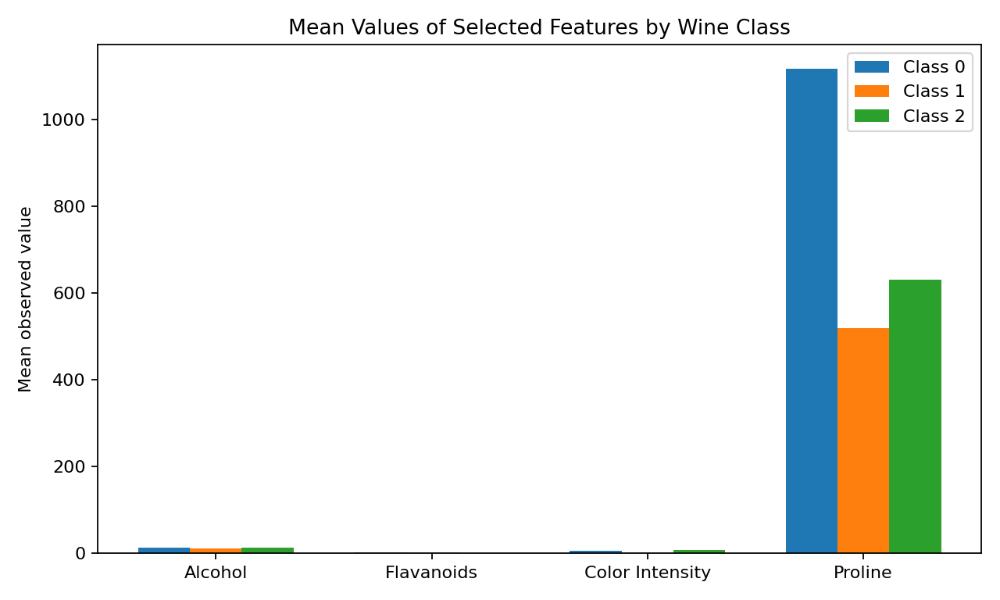 Mean Values of Selected Features by Wine Class
Class 0
Class 1
Class 2
Mean observed value
1000
800
600
400
200
0
Alcohol
Flavanoids
Color Intensity
Proline